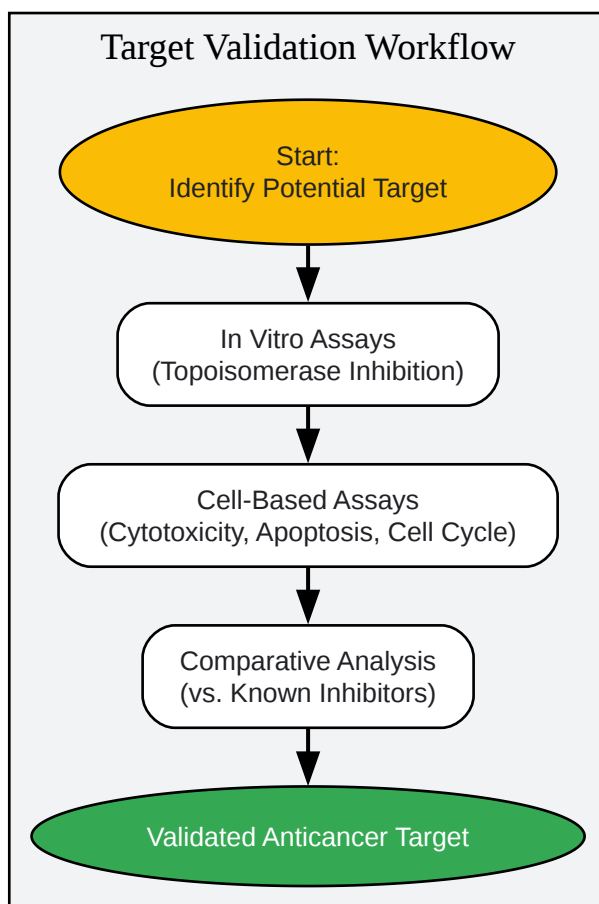 Target Validation Workflow
Start:
Identify Potential Target
In Vitro Assays
(Topoisomerase Inhibition)
Cell-Based Assays
(Cytotoxicity, Apoptosis, Cell Cycle)
Comparative Analysis
(vs. Known Inhibitors)
Validated Anticancer Target